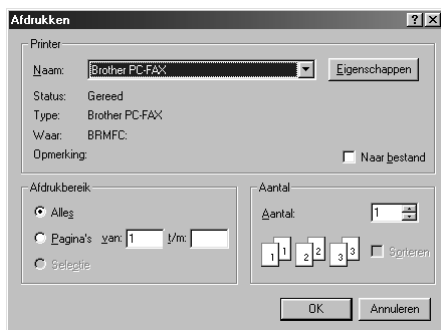 Afdrukken
Printer
Naam: Brother PC-FAX Eigenschappen
Status: Gereed
Type: Brother PC-FAX
Waar: BRMFC:
Opmerking: Naar bestand
Afdrukbereik
Alles
Pagina's van: 1 t/m:
Selectie
Aantal
Aantal: 1
1 1 2 2 3 3 Sorteren
OK Annuleren